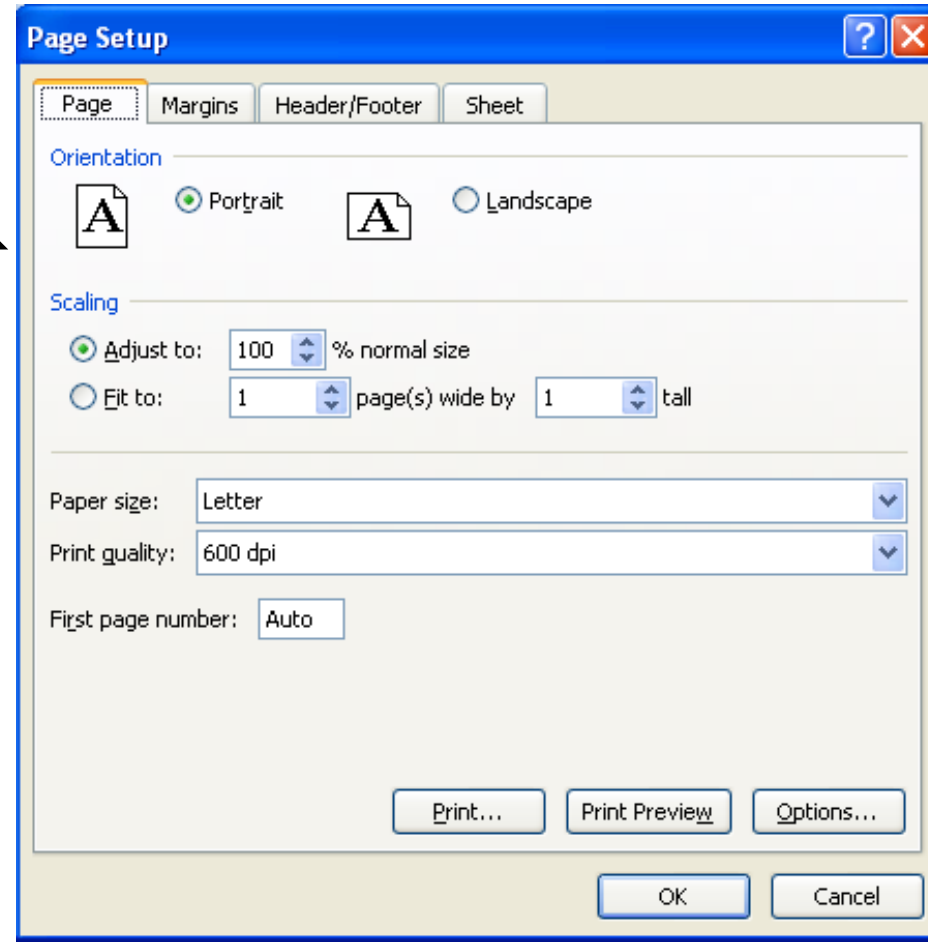 Page Setup
Page Margins Header/Footer Sheet
Orientation
A Portrait A Landscape
Scaling
Adjust to: 100 % normal size
Fit to: 1 page(s) wide by 1 tall
Paper size: Letter
Print quality: 600 dpi
First page number: Auto
Print... Print Preview Options...
OK Cancel